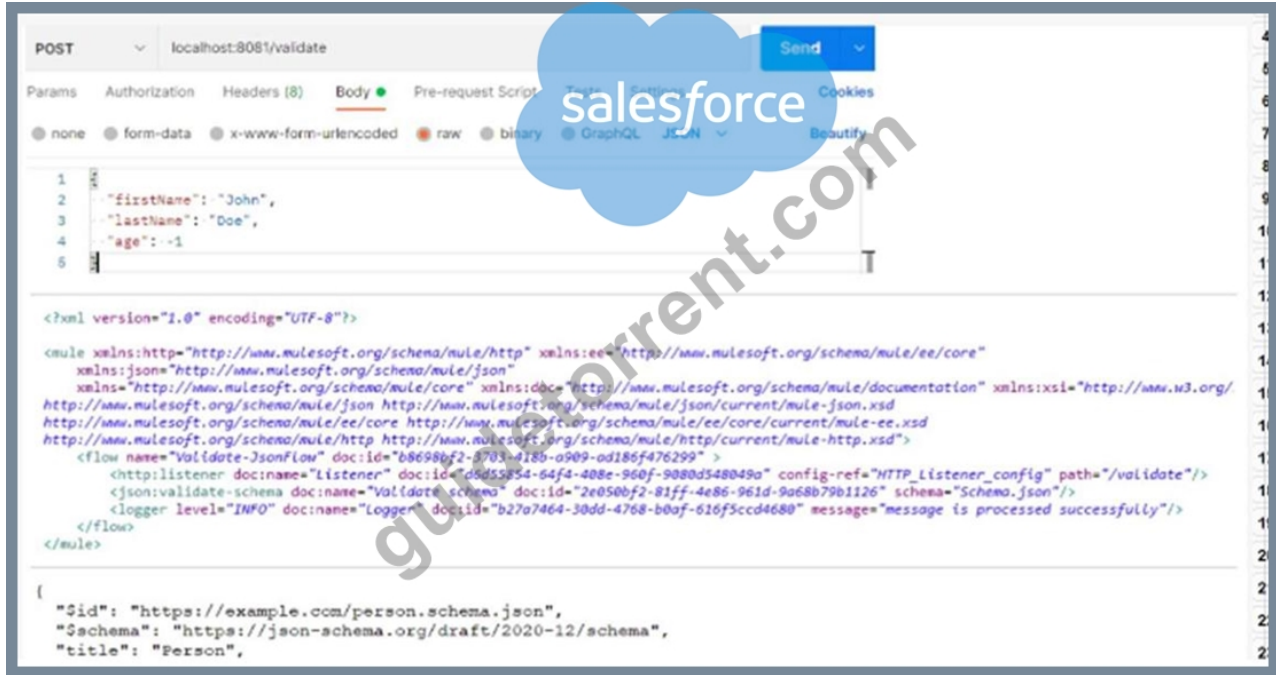 POST localhost:8081/validate Send
salesforce
Params Authorization Headers (8) Body Pre-request Script Tests Settings Cookies
none form-data x-www-form-urlencoded raw binary GraphQL JSON Beautify
1 {
2 "firstName": "John",
3 "lastName": "Doe",
4 "age": -1
5 }
<?xml version="1.0" encoding="UTF-8"?>
<mule xmlns:http="http://www.mulesoft.org/schema/mule/http" xmlns:ee="http://www.mulesoft.org/schema/mule/ee/core"
xmlns:json="http://www.mulesoft.org/schema/mule/json"
xmlns="http://www.mulesoft.org/schema/mule/core" xmlns:doc="http://www.mulesoft.org/schema/mule/documentation" xmlns:xsi="http://www.w3.org/
http://www.mulesoft.org/schema/mule/json http://www.mulesoft.org/schema/mule/json/current/mule-json.xsd
http://www.mulesoft.org/schema/mule/ee/core http://www.mulesoft.org/schema/mule/ee/core/current/mule-ee.xsd
http://www.mulesoft.org/schema/mule/http http://www.mulesoft.org/schema/mule/http/current/mule-http.xsd">
<flow name="Validate-JsonFlow" >
<http:listener doc:name="Listener" config-ref="HTTP_Listener_config" path="/validate"/>
<json:validate-schema doc:name="Validate schema" doc:id="2e050bf2-81ff-4e86-961d-9a68b79b1126" schema="Schema.json"/>
<logger level="INFO" doc:name="Logger" doc:id="b27a7464-30dd-4768-b0af-616f5ccd4680" message="message is processed successfully"/>
</flow>
</mule>
{
"$id": "https://example.com/person.schema.json",
"$schema": "https://json-schema.org/draft/2020-12/schema",
"title": "Person",
guidetorrent.com